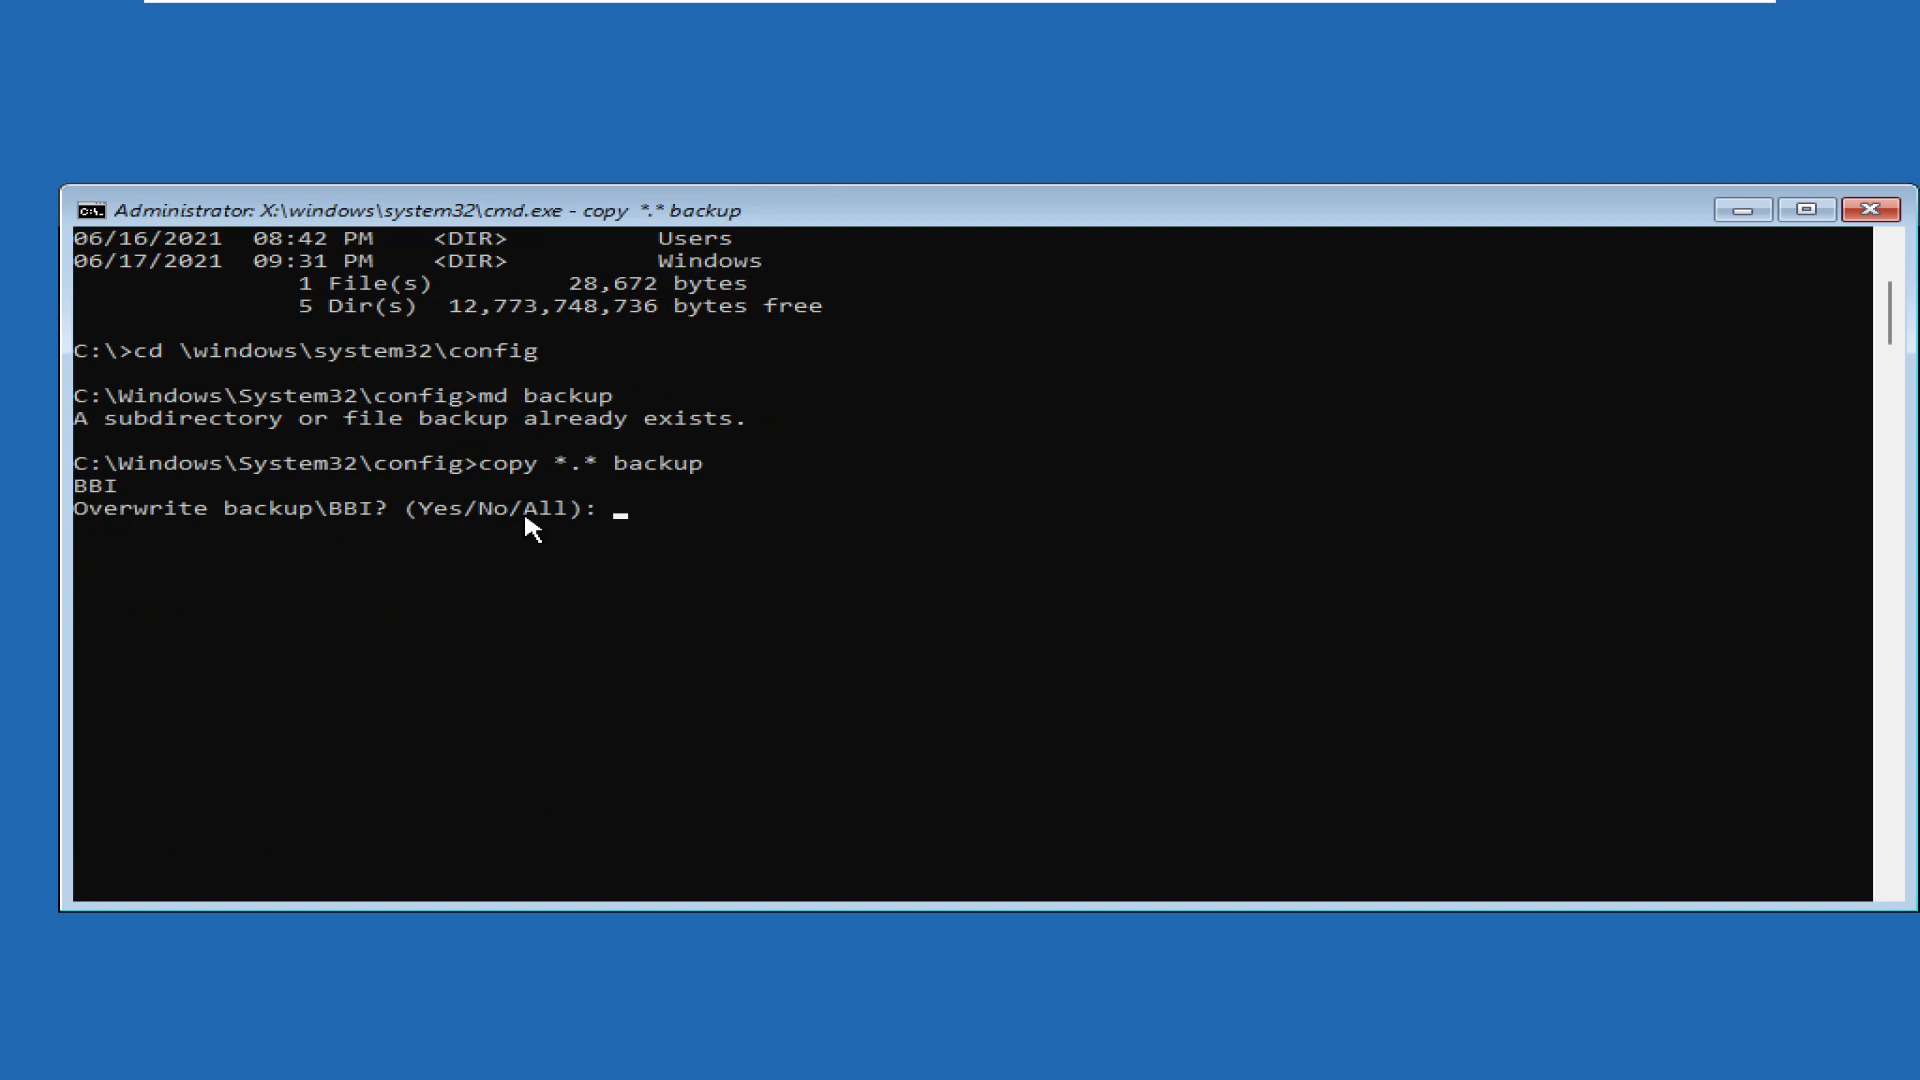 Administrator: X:\windows\system32\cmd.exe - copy *.* backup
06/16/2021 08:42 PM <DIR> Users
06/17/2021 09:31 PM <DIR> Windows
1 File(s) 28,672 bytes
5 Dir(s) 12,773,748,736 bytes free
C:\>cd \windows\system32\config
C:\Windows\System32\config>md backup
A subdirectory or file backup already exists.
C:\Windows\System32\config>copy *.* backup
BBI
Overwrite backup\BBI? (Yes/No/All): _